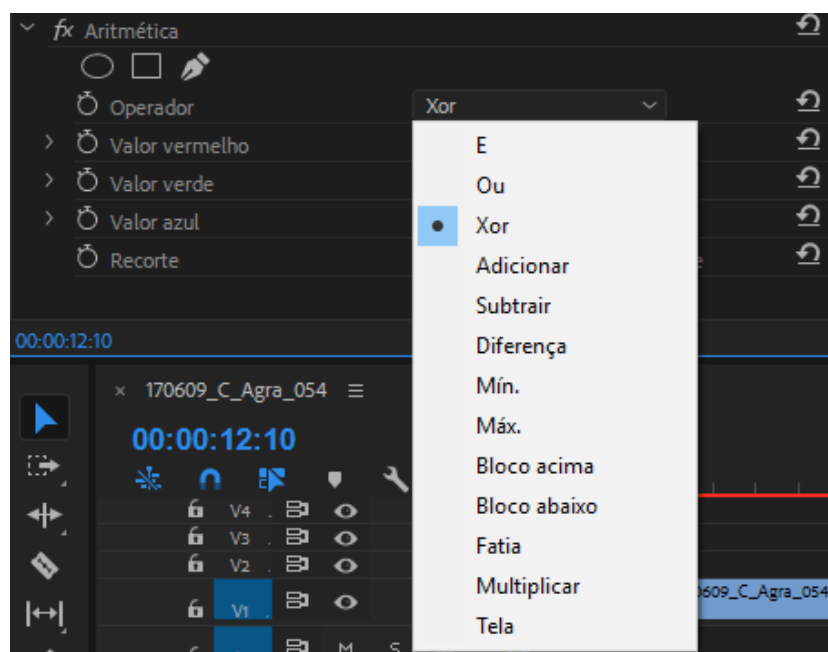 fx Aritmética
Operador
Xor
Valor vermelho
Valor verde
Valor azul
Recorte
E
Ou
Xor
Adicionar
Subtrair
Diferença
Mín.
Máx.
Bloco acima
Bloco abaixo
Fatia
Multiplicar
Tela
00:00:12:10
170609_C_Agra_054
00:00:12:10
V4
V3
V2
V1
0609_C_Agra_054
M S